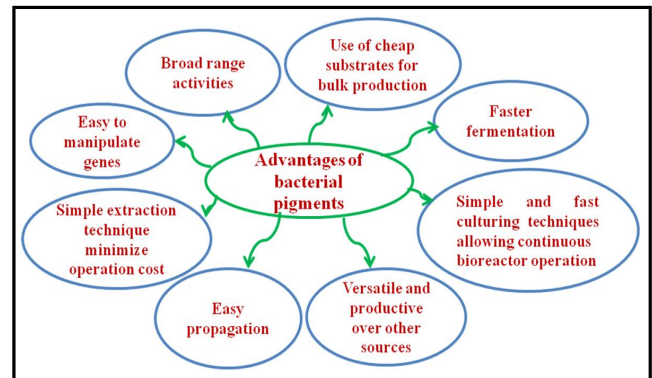 Broad range
activities
Use of cheap
substrates for
bulk production
Faster
fermentation
Easy to
manipulate
genes
Advantages of
bacterial
pigments
Simple extraction
technique
minimize
operation cost
Simple and fast
culturing techniques
allowing continuous
bioreactor operation
Easy
propagation
Versatile and
productive
over other
sources